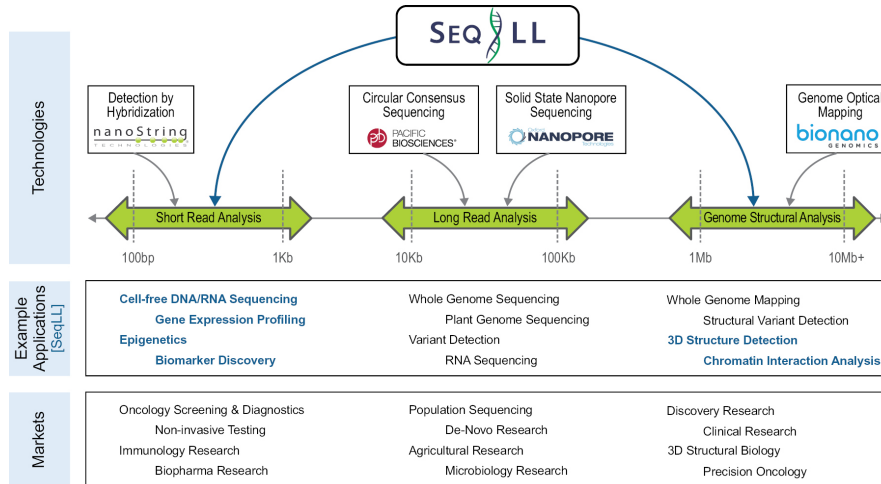 SEQ LL
Technologies
Detection by
Hybridization
nanoString
TECHNOLOGIES
Circular Consensus
Sequencing
PACIFIC
BIOSCIENCES®
Solid State Nanopore
Sequencing
NANOPORE
Technologies
Genome Optical
Mapping
bionano
GENOMICS
Short Read Analysis
Long Read Analysis
Genome Structural Analysis
100bp
1Kb
10Kb
100Kb
1Mb
10Mb+
Example
Applications
[SeqLL]
Cell-free DNA/RNA Sequencing
Gene Expression Profiling
Epigenetics
Biomarker Discovery
Whole Genome Sequencing
Plant Genome Sequencing
Variant Detection
RNA Sequencing
Whole Genome Mapping
Structural Variant Detection
3D Structure Detection
Chromatin Interaction Analysis
Markets
Oncology Screening & Diagnostics
Non-invasive Testing
Immunology Research
Biopharma Research
Population Sequencing
De-Novo Research
Agricultural Research
Microbiology Research
Discovery Research
Clinical Research
3D Structural Biology
Precision Oncology